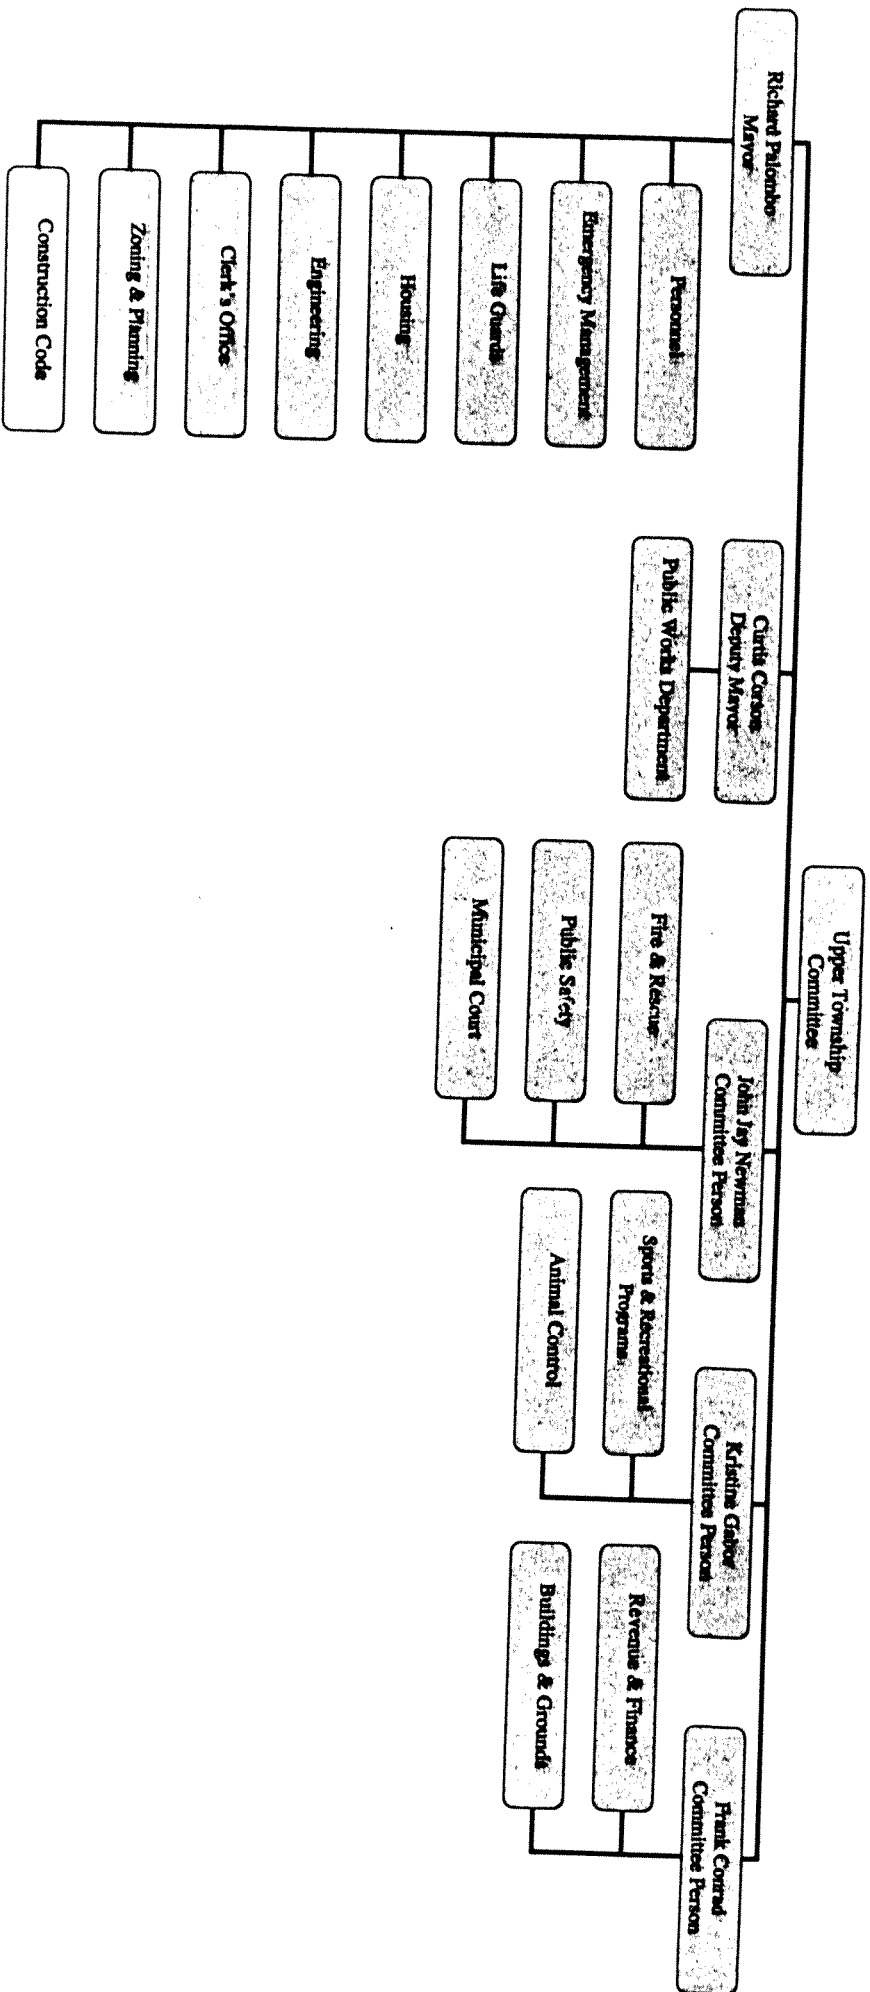 Upper Township
Committee
Richard Palombo
Mayor
Personnel
Emergency Management
Life Guards
Housing
Engineering
Clerk's Office
Zoning & Planning
Construction Code
Curtis Corson
Deputy Mayor
Public Works Department
John Jay Newman
Committee Person
Fire & Rescue
Public Safety
Municipal Court
Kristine Gabor
Committee Person
Sports & Recreational
Programs
Animal Control
Frank Conrad
Committee Person
Revenue & Finance
Buildings & Grounds